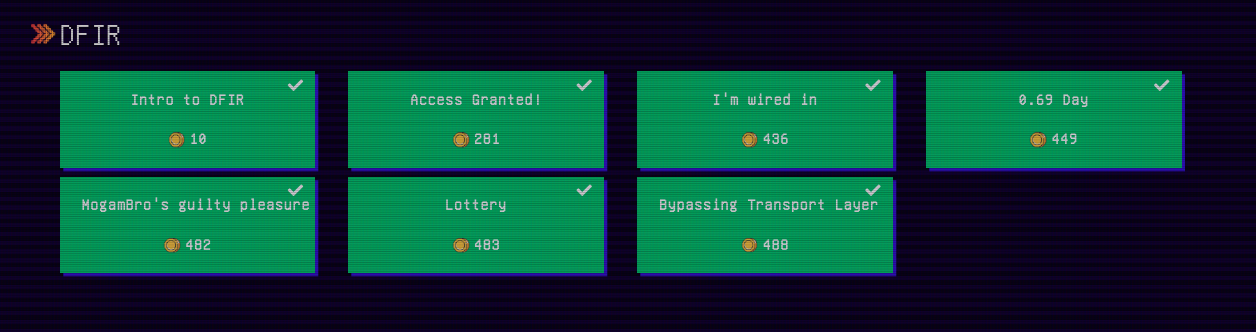 DFIR
Intro to DFIR
10
Access Granted!
281
I'm wired in
436
0.69 Day
449
MogamBro's guilty pleasure
482
Lottery
483
Bypassing Transport Layer
488